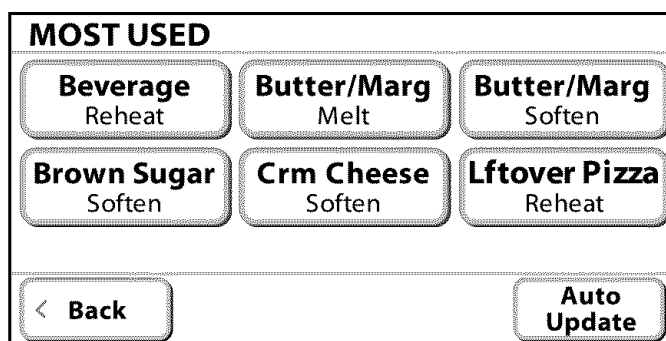 MOST USED
Beverage
Reheat
Butter/Marg
Melt
Butter/Marg
Soften
Brown Sugar
Soften
Crm Cheese
Soften
Lftover Pizza
Reheat
< Back
Auto
Update